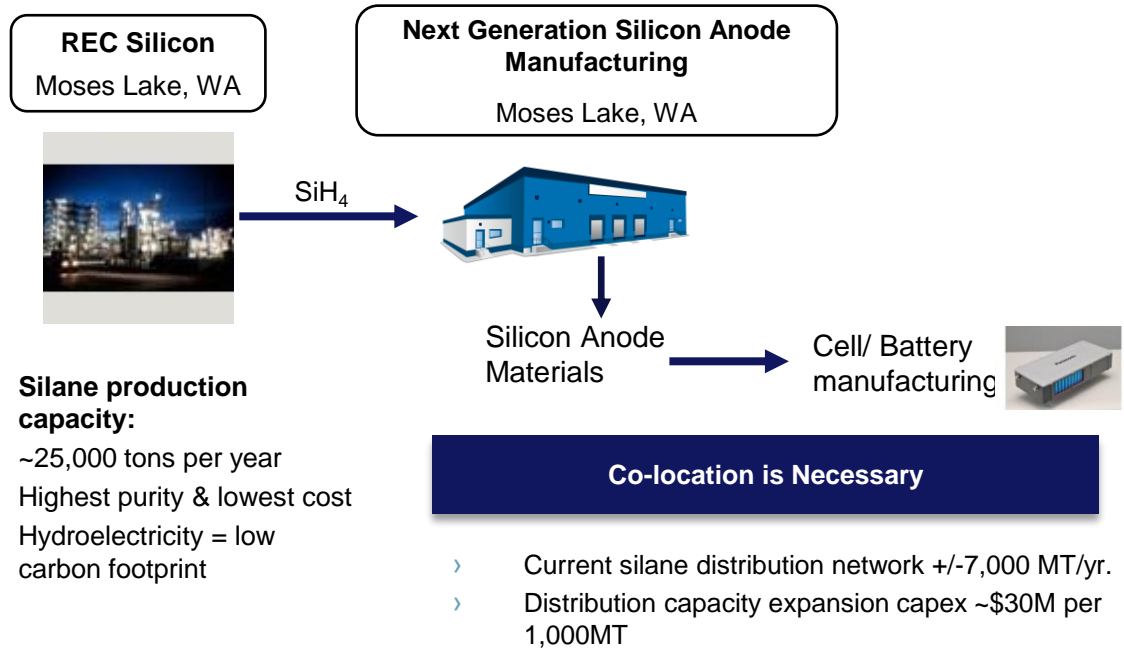 REC Silicon
Moses Lake, WA
Next Generation Silicon Anode
Manufacturing
Moses Lake, WA
SiH₄
Silicon Anode
Materials
Cell/ Battery
manufacturing
Panasonic
Silane production
capacity:
~25,000 tons per year
Highest purity & lowest cost
Hydroelectricity = low
carbon footprint
Co-location is Necessary
› Current silane distribution network +/-7,000 MT/yr.
› Distribution capacity expansion capex ~$30M per
1,000MT